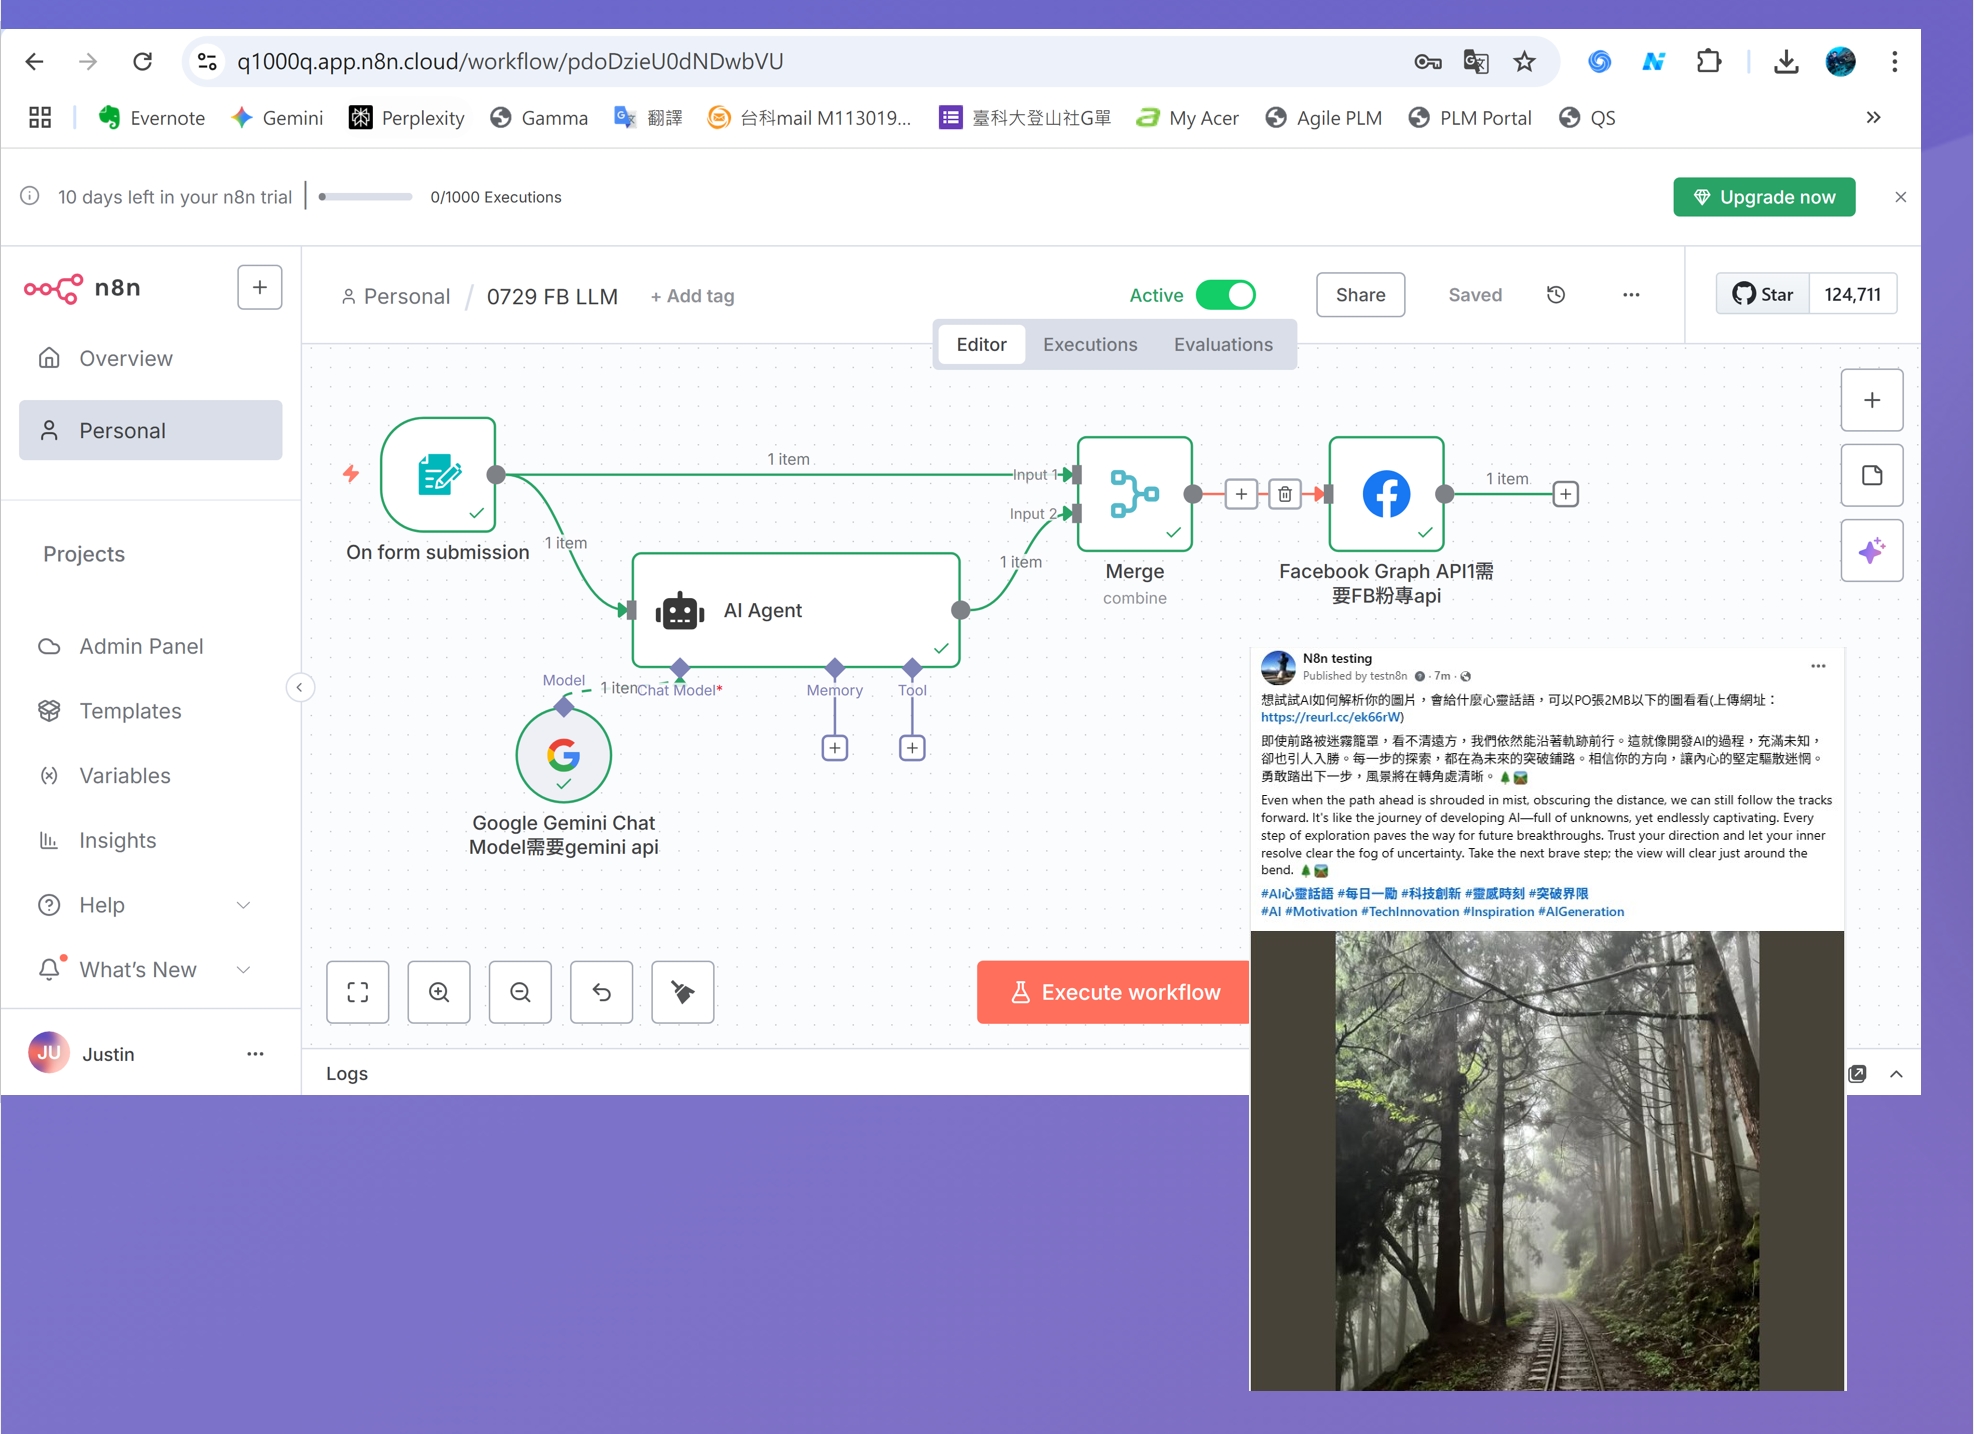 q1000q.app.n8n.cloud/workflow/pdoDzieU0dNDwbVU
Evernote Gemini Perplexity Gamma 翻譯 台科mail M113019... 臺科大登山社G單 My Acer Agile PLM PLM Portal QS
10 days left in your n8n trial 0/1000 Executions Upgrade now
n8n
Personal / 0729 FB LLM + Add tag Active Share Saved Star 124,711
Editor Executions Evaluations
Overview
Personal
Projects
Admin Panel
Templates
Variables
Insights
Help
What's New
JU Justin
1 item
Input 1
Input 2
1 item
On form submission
1 item
1 item
AI Agent
Merge
combine
Facebook Graph API1需
要FB粉專api
Model
1 item
Chat Model*
Memory
Tool
Google Gemini Chat
Model需要gemini api
Execute workflow
Logs
N8n testing
Published by testn8n · 7m ·
想試試AI如何解析你的圖片，會給什麼心靈話語，可以PO張2MB以下的圖看看(上傳網址：
https://reurl.cc/ek66rW)
即使前路被迷霧籠罩，看不清遠方，我們依然能沿著軌跡前行。這就像開發AI的過程，充滿未知，
卻也引人入勝。每一步的探索，都在為未來的突破鋪路。相信你的方向，讓內心的堅定驅散迷惘。
勇敢踏出下一步，風景將在轉角處清晰。🌲🏞️
Even when the path ahead is shrouded in mist, obscuring the distance, we can still follow the tracks
forward. It's like the journey of developing AI—full of unknowns, yet endlessly captivating. Every
step of exploration paves the way for future breakthroughs. Trust your direction and let your inner
resolve clear the fog of uncertainty. Take the next brave step; the view will clear just around the
bend. 🌲🏞️
#AI心靈話語 #每日一勵 #科技創新 #靈感時刻 #突破界限
#AI #Motivation #TechInnovation #Inspiration #AIGeneration